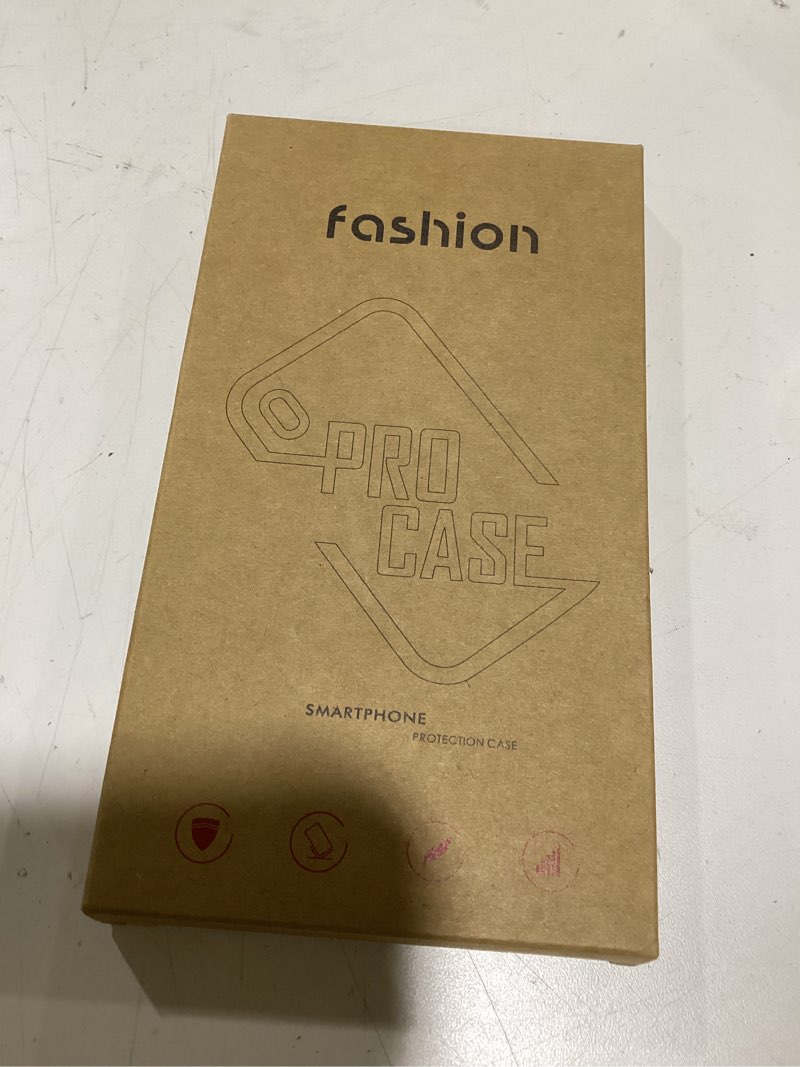 fashion
PRO
CASE
SMARTPHONE
PROTECTION CASE